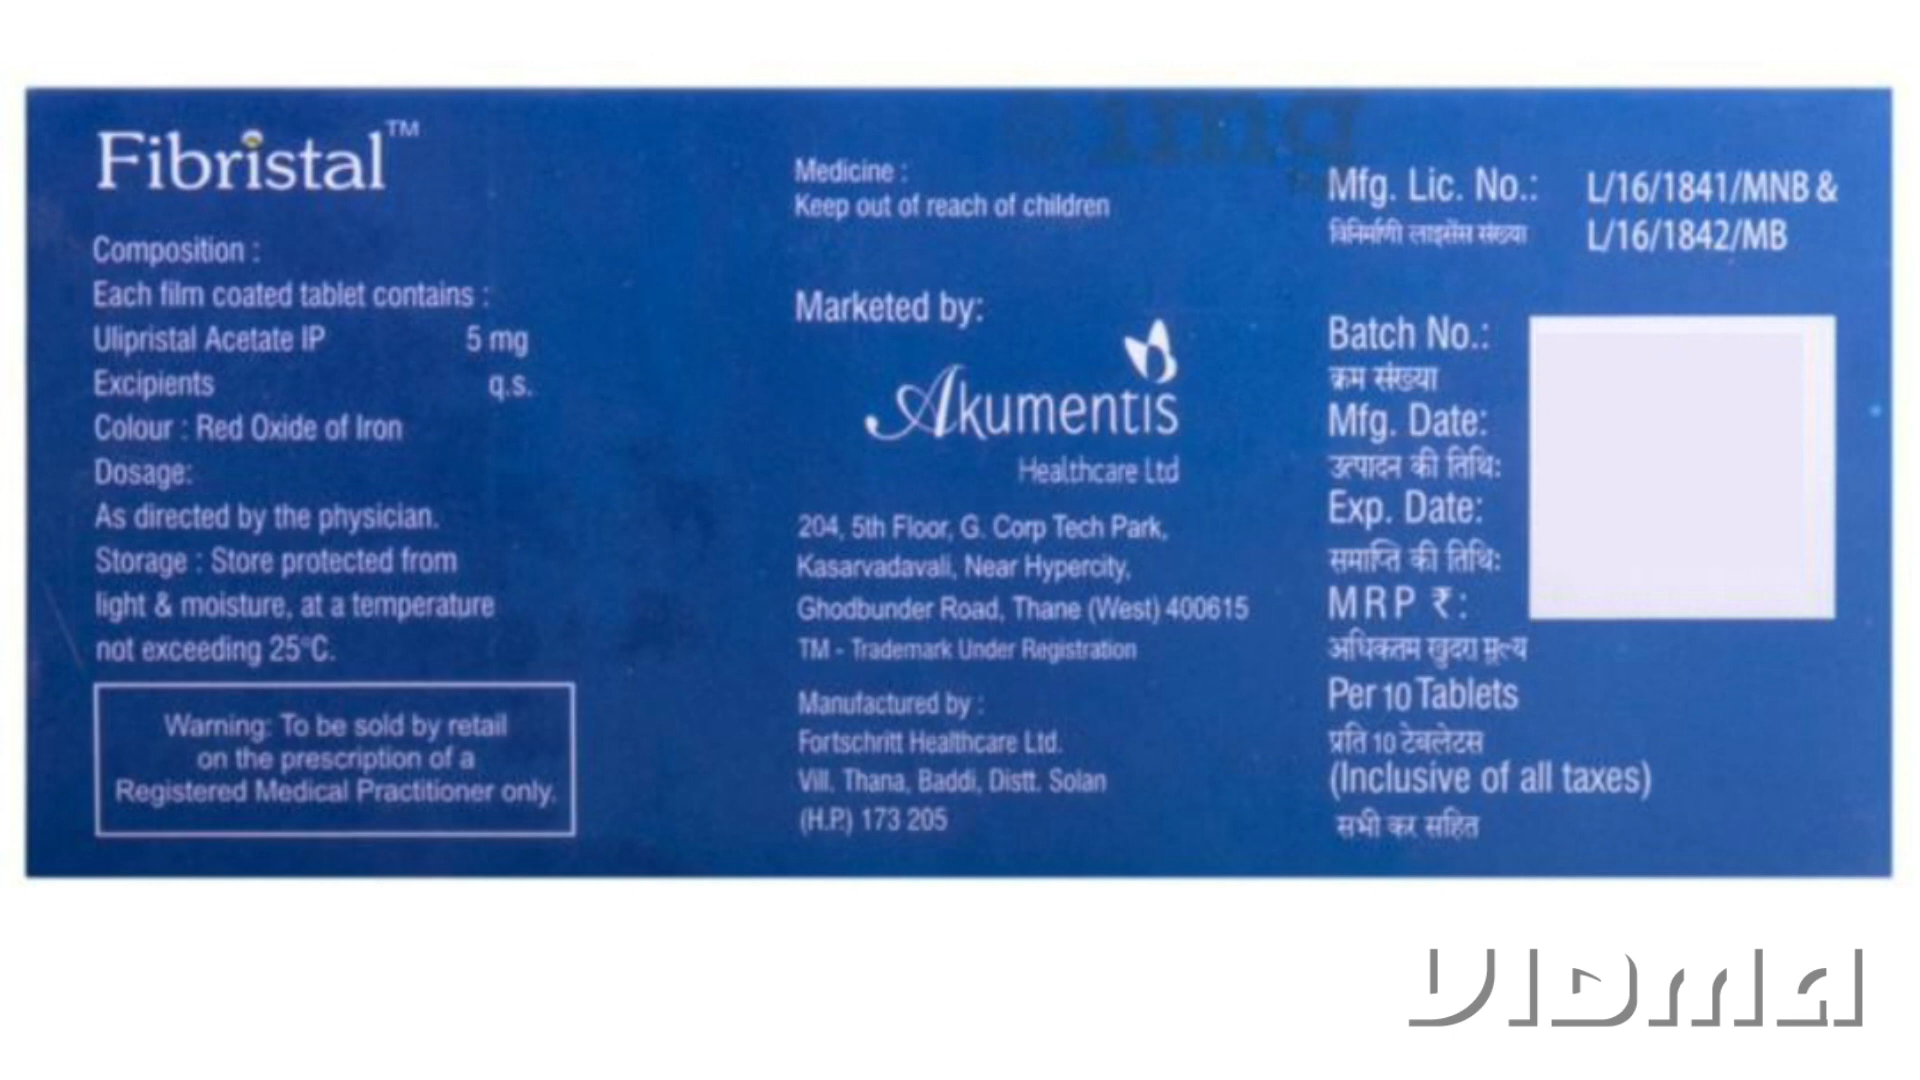 Fibristal™
Composition :
Each film coated tablet contains :
Ulipristal Acetate IP 5 mg
Excipients q.s.
Colour : Red Oxide of Iron
Dosage:
As directed by the physician.
Storage : Store protected from
light & moisture, at a temperature
not exceeding 25°C.
Warning: To be sold by retail
on the prescription of a
Registered Medical Practitioner only.
Medicine :
Keep out of reach of children
Marketed by:
Akumentis
Healthcare Ltd
204, 5th Floor, G. Corp Tech Park,
Kasarvadavali, Near Hypercity,
Ghodbunder Road, Thane (West) 400615
TM - Trademark Under Registration
Manufactured by :
Fortschritt Healthcare Ltd.
Vill. Thana, Baddi, Distt. Solan
(H.P.) 173 205
Mfg. Lic. No.: L/16/1841/MNB &
विनिर्माणी लाइसेंस संख्या L/16/1842/MB
Batch No.:
क्रम संख्या
Mfg. Date:
उत्पादन की तिथि:
Exp. Date:
समाप्ति की तिथि:
MRP ₹:
अधिकतम खुदरा मूल्य
Per 10 Tablets
प्रति 10 टेबलेटस
(Inclusive of all taxes)
सभी कर सहित
VIDMA